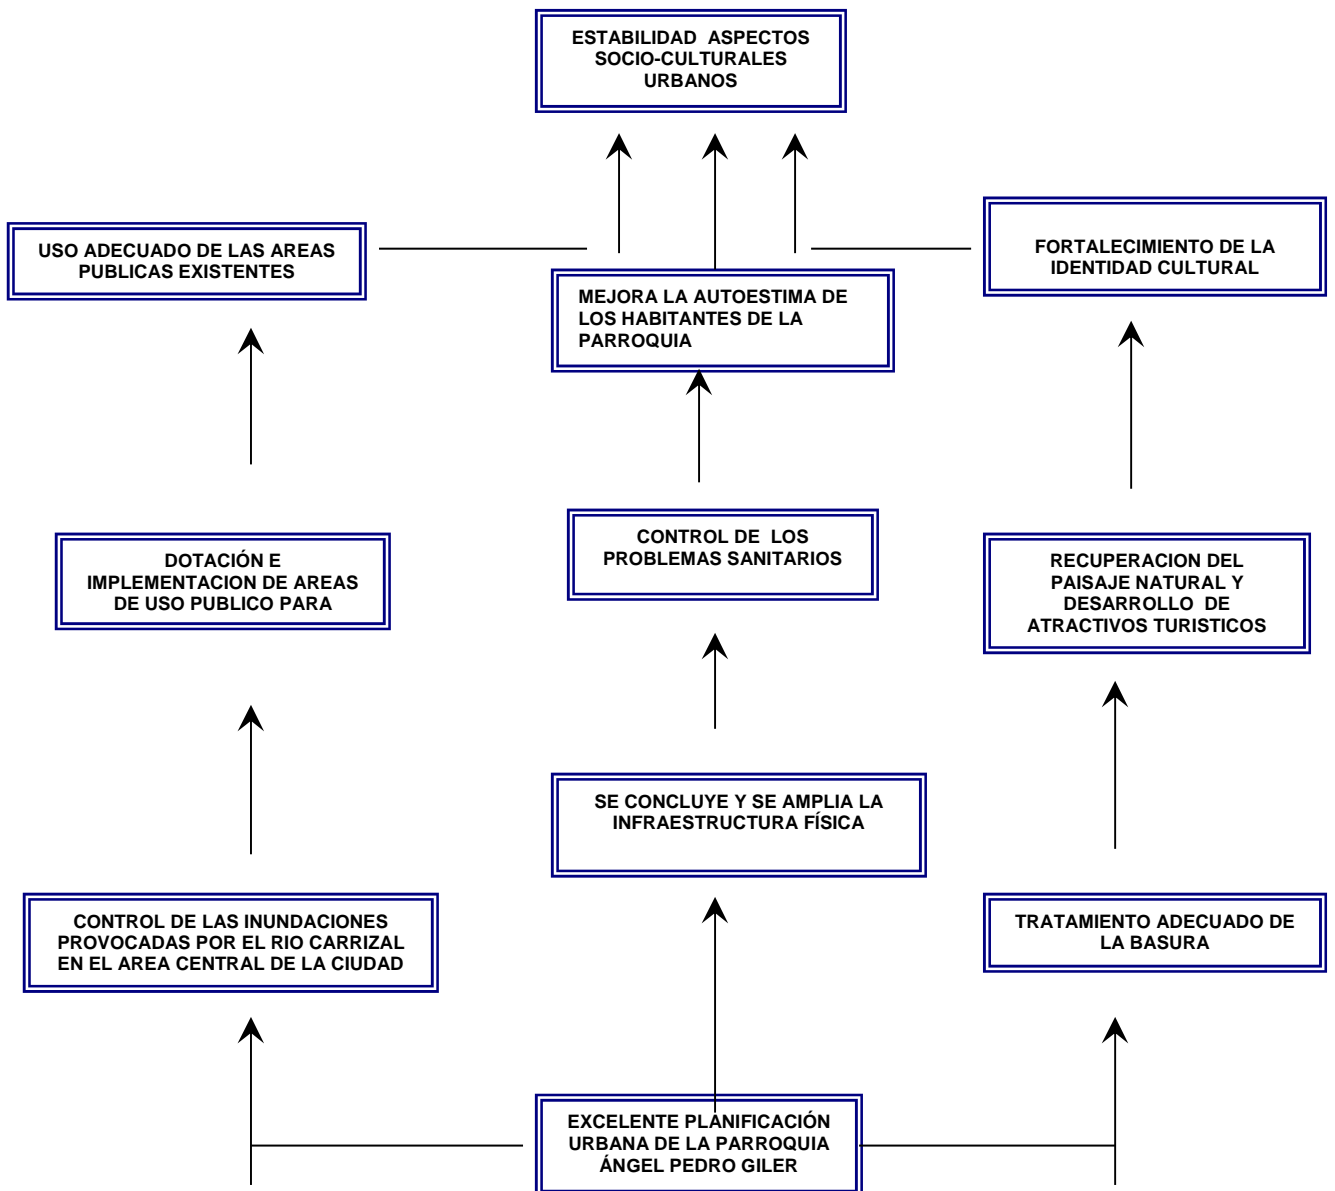 ESTABILIDAD ASPECTOS
SOCIO-CULTURALES
URBANOS
USO ADECUADO DE LAS AREAS
PUBLICAS EXISTENTES
MEJORA LA AUTOESTIMA DE
LOS HABITANTES DE LA
PARROQUIA
FORTALECIMIENTO DE LA
IDENTIDAD CULTURAL
DOTACIÓN E
IMPLEMENTACION DE AREAS
DE USO PUBLICO PARA
CONTROL DE LOS
PROBLEMAS SANITARIOS
RECUPERACION DEL
PAISAJE NATURAL Y
DESARROLLO DE
ATRACTIVOS TURISTICOS
SE CONCLUYE Y SE AMPLIA LA
INFRAESTRUCTURA FÍSICA
CONTROL DE LAS INUNDACIONES
PROVOCADAS POR EL RIO CARRIZAL
EN EL AREA CENTRAL DE LA CIUDAD
TRATAMIENTO ADECUADO DE
LA BASURA
EXCELENTE PLANIFICACIÓN
URBANA DE LA PARROQUIA
ÁNGEL PEDRO GILER